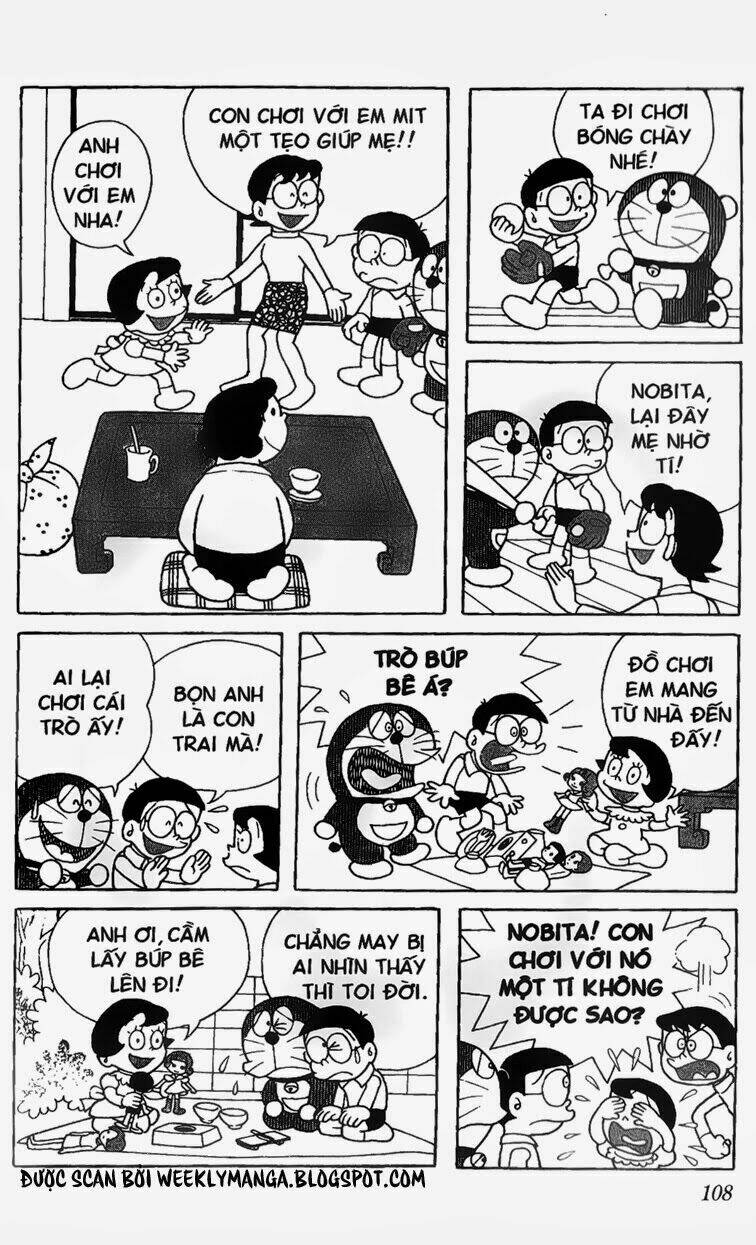 TA ĐI CHƠI
BÓNG CHÀY
NHÉ!
NOBITA,
LẠI ĐÂY
MẸ NHỜ
TÍ!
CON CHƠI VỚI EM MIT
MỘT TẸO GIÚP MẸ!!
ANH
CHƠI
VỚI EM
NHA!
ĐỒ CHƠI
EM MANG
TỪ NHÀ ĐẾN
ĐẤY!
TRÒ BÚP
BÊ Á?
BỌN ANH
LÀ CON
TRAI MÀ!
AI LẠI
CHƠI CÁI
TRÒ ẤY!
NOBITA! CON
CHƠI VỚI NÓ
MỘT TÍ KHÔNG
ĐƯỢC SAO?
CHẲNG MAY BỊ
AI NHÌN THẤY
THÌ TOI ĐỜI.
ANH ƠI, CẦM
LẤY BÚP BÊ
LÊN ĐI!
ĐƯỢC SCAN BỞI WEEKLYMANGA.BLOGSPOT.COM
108